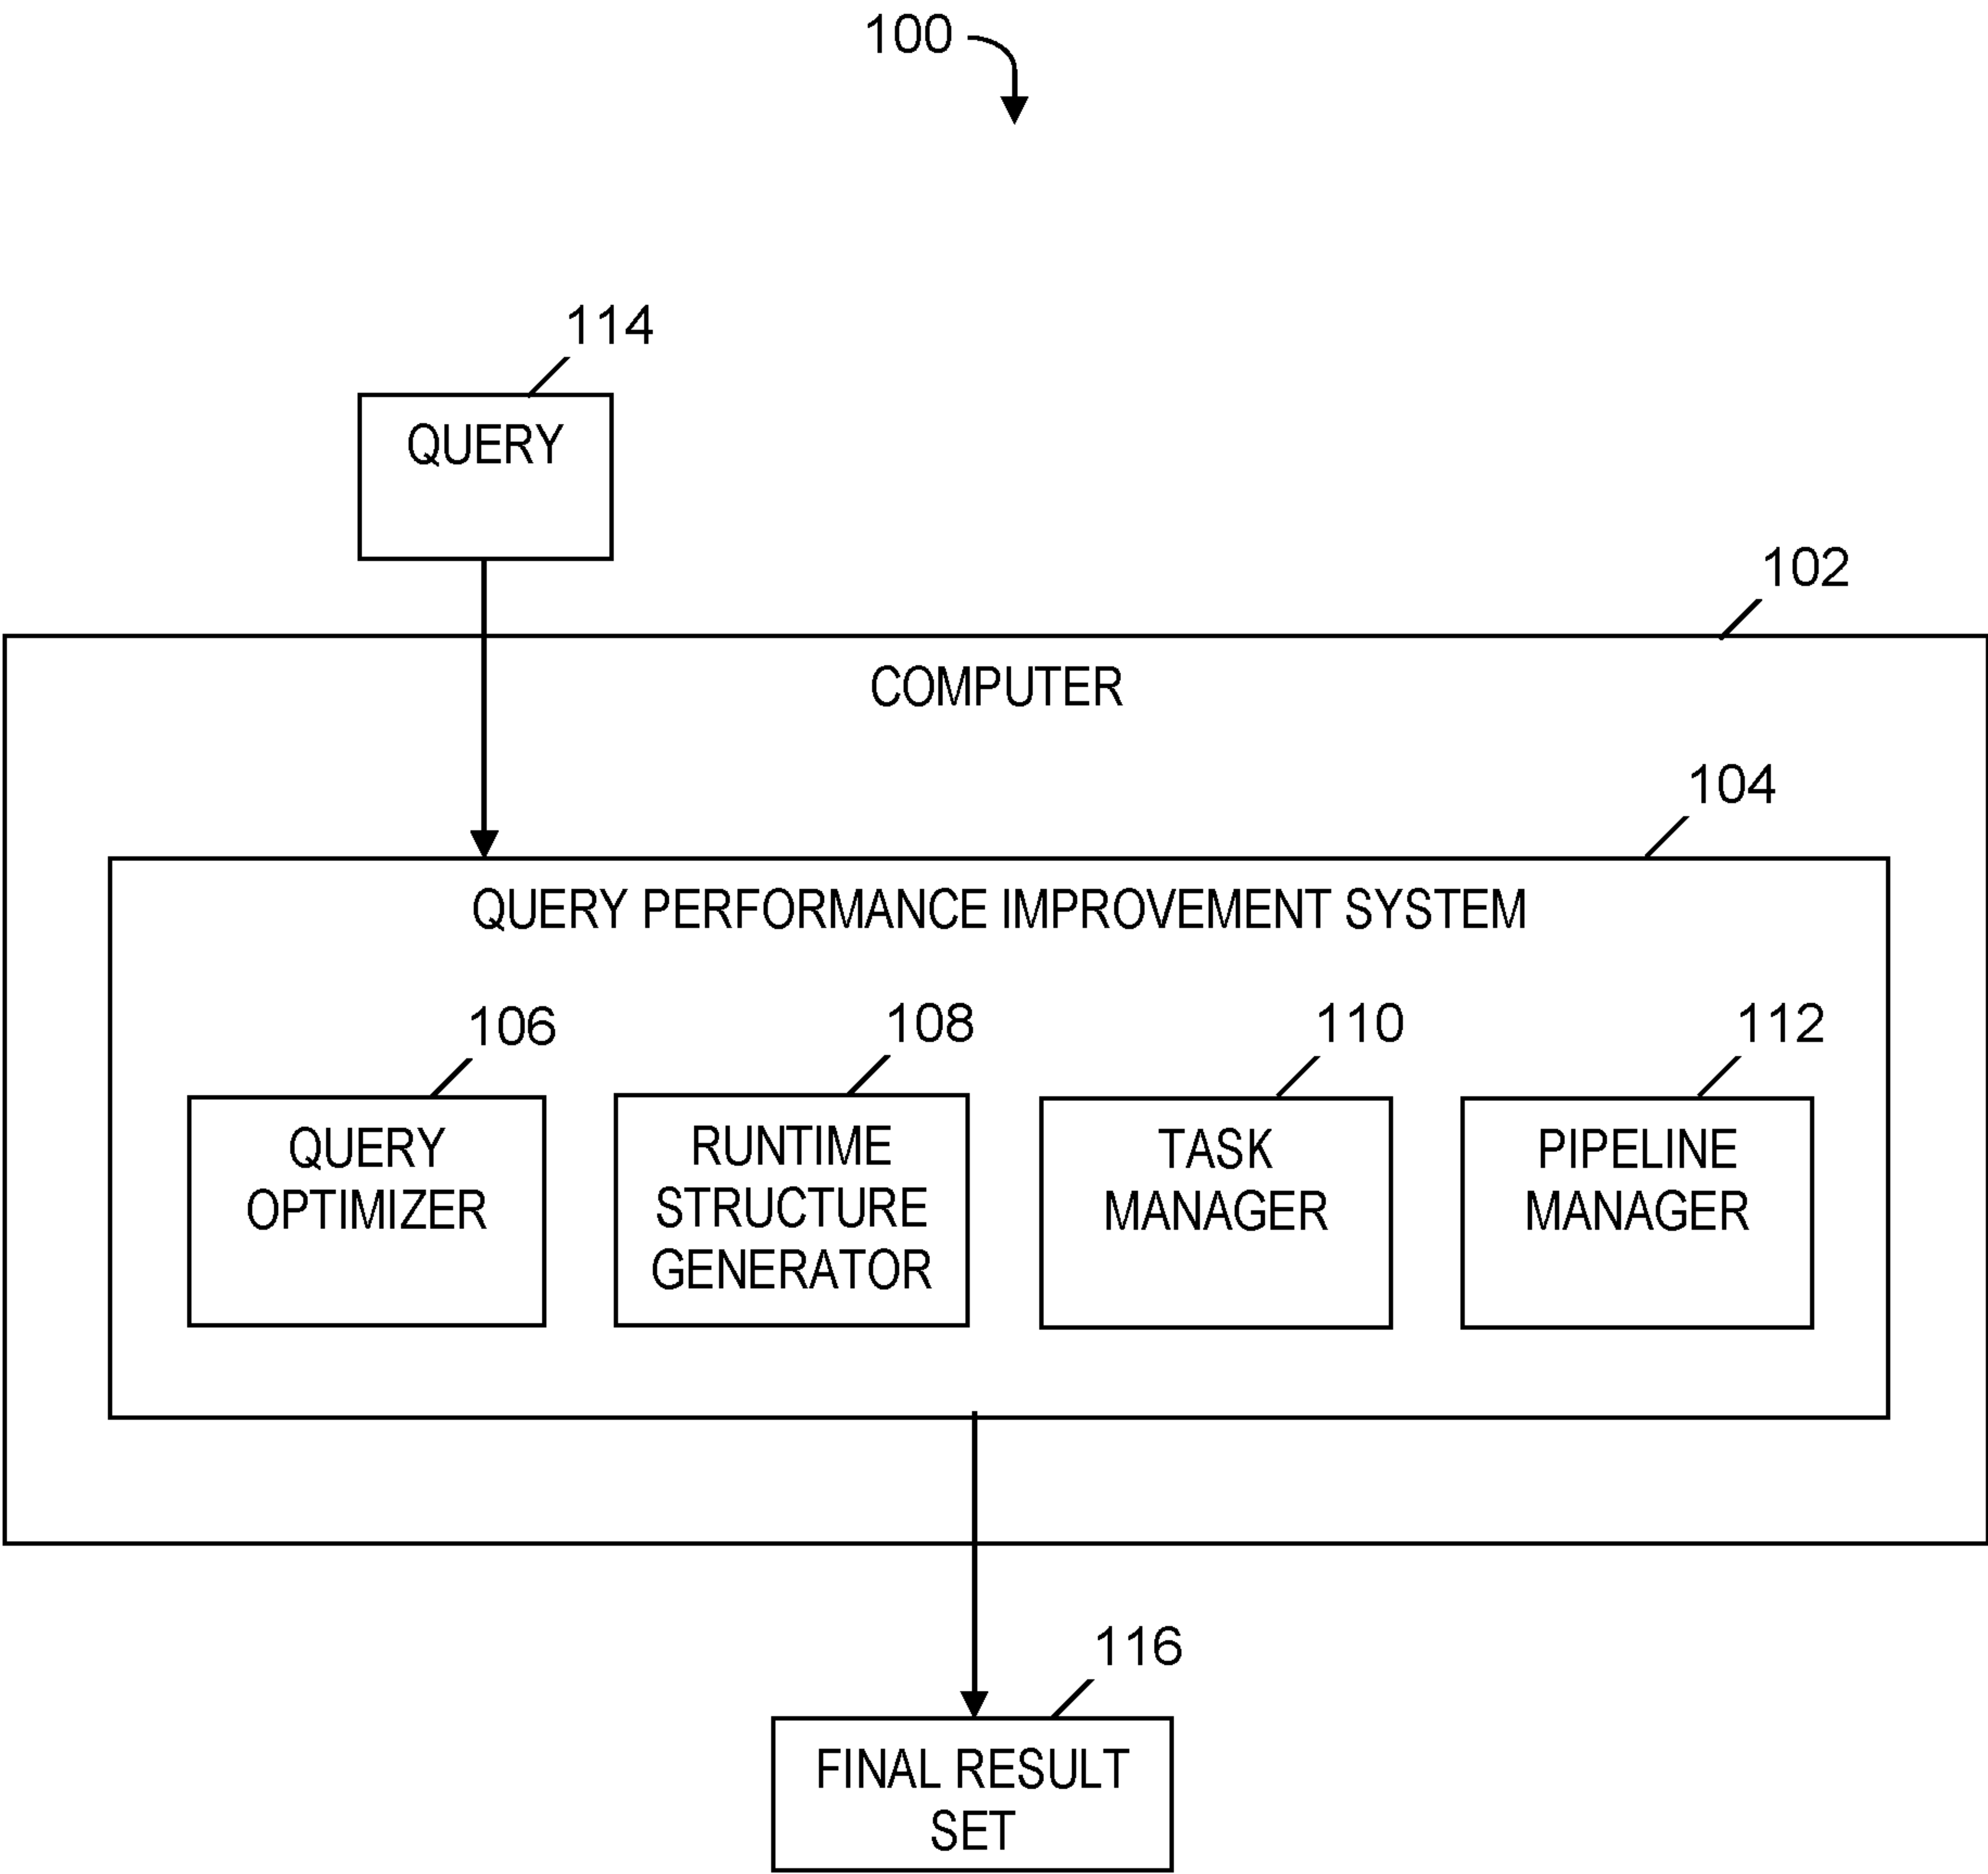 100
114
QUERY
102
COMPUTER
104
QUERY PERFORMANCE IMPROVEMENT SYSTEM
106
108
110
112
QUERY
OPTIMIZER
RUNTIME
STRUCTURE
GENERATOR
TASK
MANAGER
PIPELINE
MANAGER
116
FINAL RESULT
SET